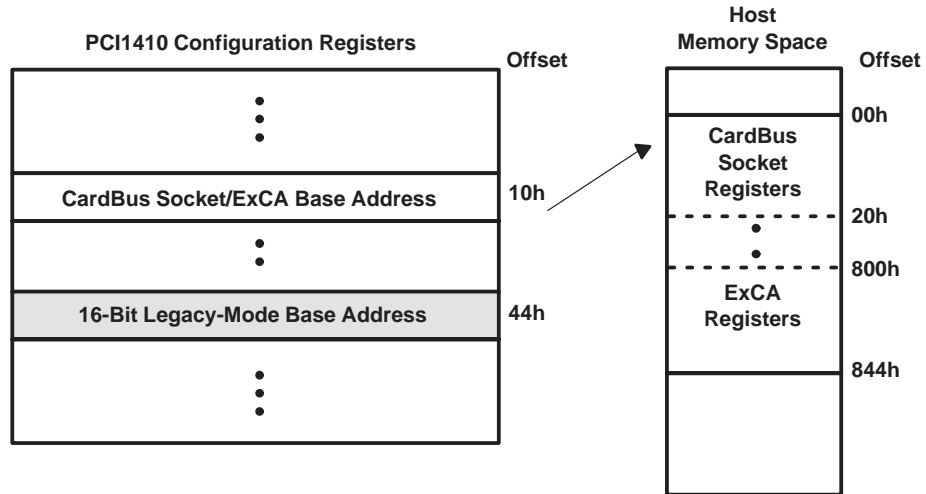 PCI1410 Configuration Registers
Offset
CardBus Socket/ExCA Base Address
10h
16-Bit Legacy-Mode Base Address
44h
Host
Memory Space
Offset
00h
CardBus
Socket
Registers
20h
800h
ExCA
Registers
844h